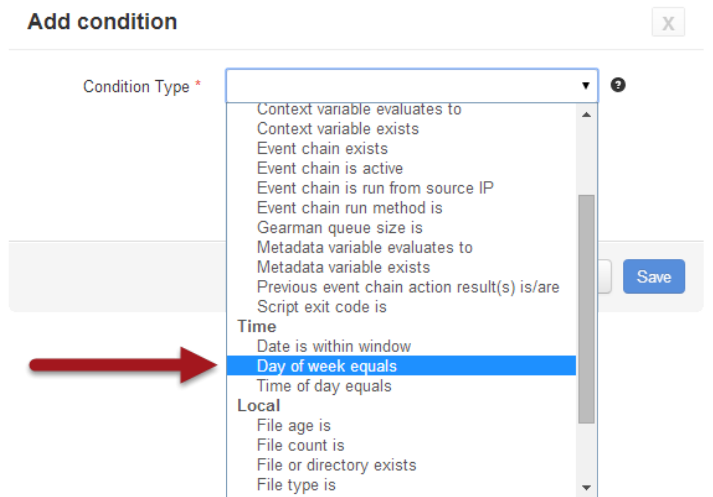 Add condition
X
Condition Type *
Context variable evaluates to
Context variable exists
Event chain exists
Event chain is active
Event chain is run from source IP
Event chain run method is
Gearman queue size is
Metadata variable evaluates to
Metadata variable exists
Previous event chain action result(s) is/are
Script exit code is
Time
Date is within window
Day of week equals
Time of day equals
Local
File age is
File count is
File or directory exists
File type is
Save